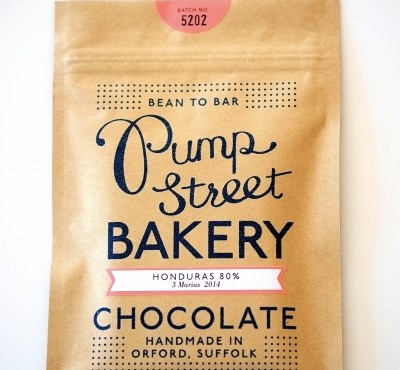 BATCH NO.
5202
BEAN TO BAR
Pump
Street
BAKERY
HONDURAS 80%
3 Marias 2014
CHOCOLATE
HANDMADE IN
ORFORD, SUFFOLK